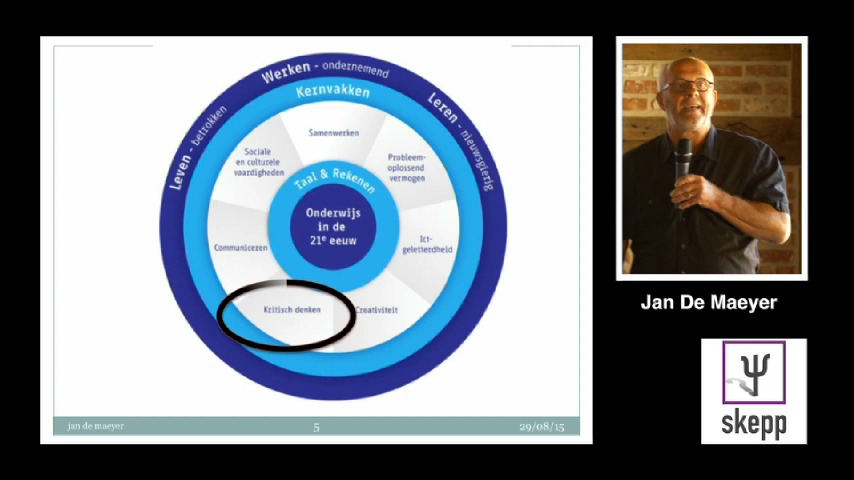 Werken - ondernemend
Kernvakken
Leren - nieuwsgierig
Leven - betrokken
Samenwerken
Sociale
en culturele
vaardigheden
Probleem-
oplossend
vermogen
Taal & Rekenen
Onderwijs
in de
21e eeuw
Communiceren
Ict-
geletterdheid
Kritisch denken
Creativiteit
jan de maeyer
5
29/08/15
Jan De Maeyer
skepp